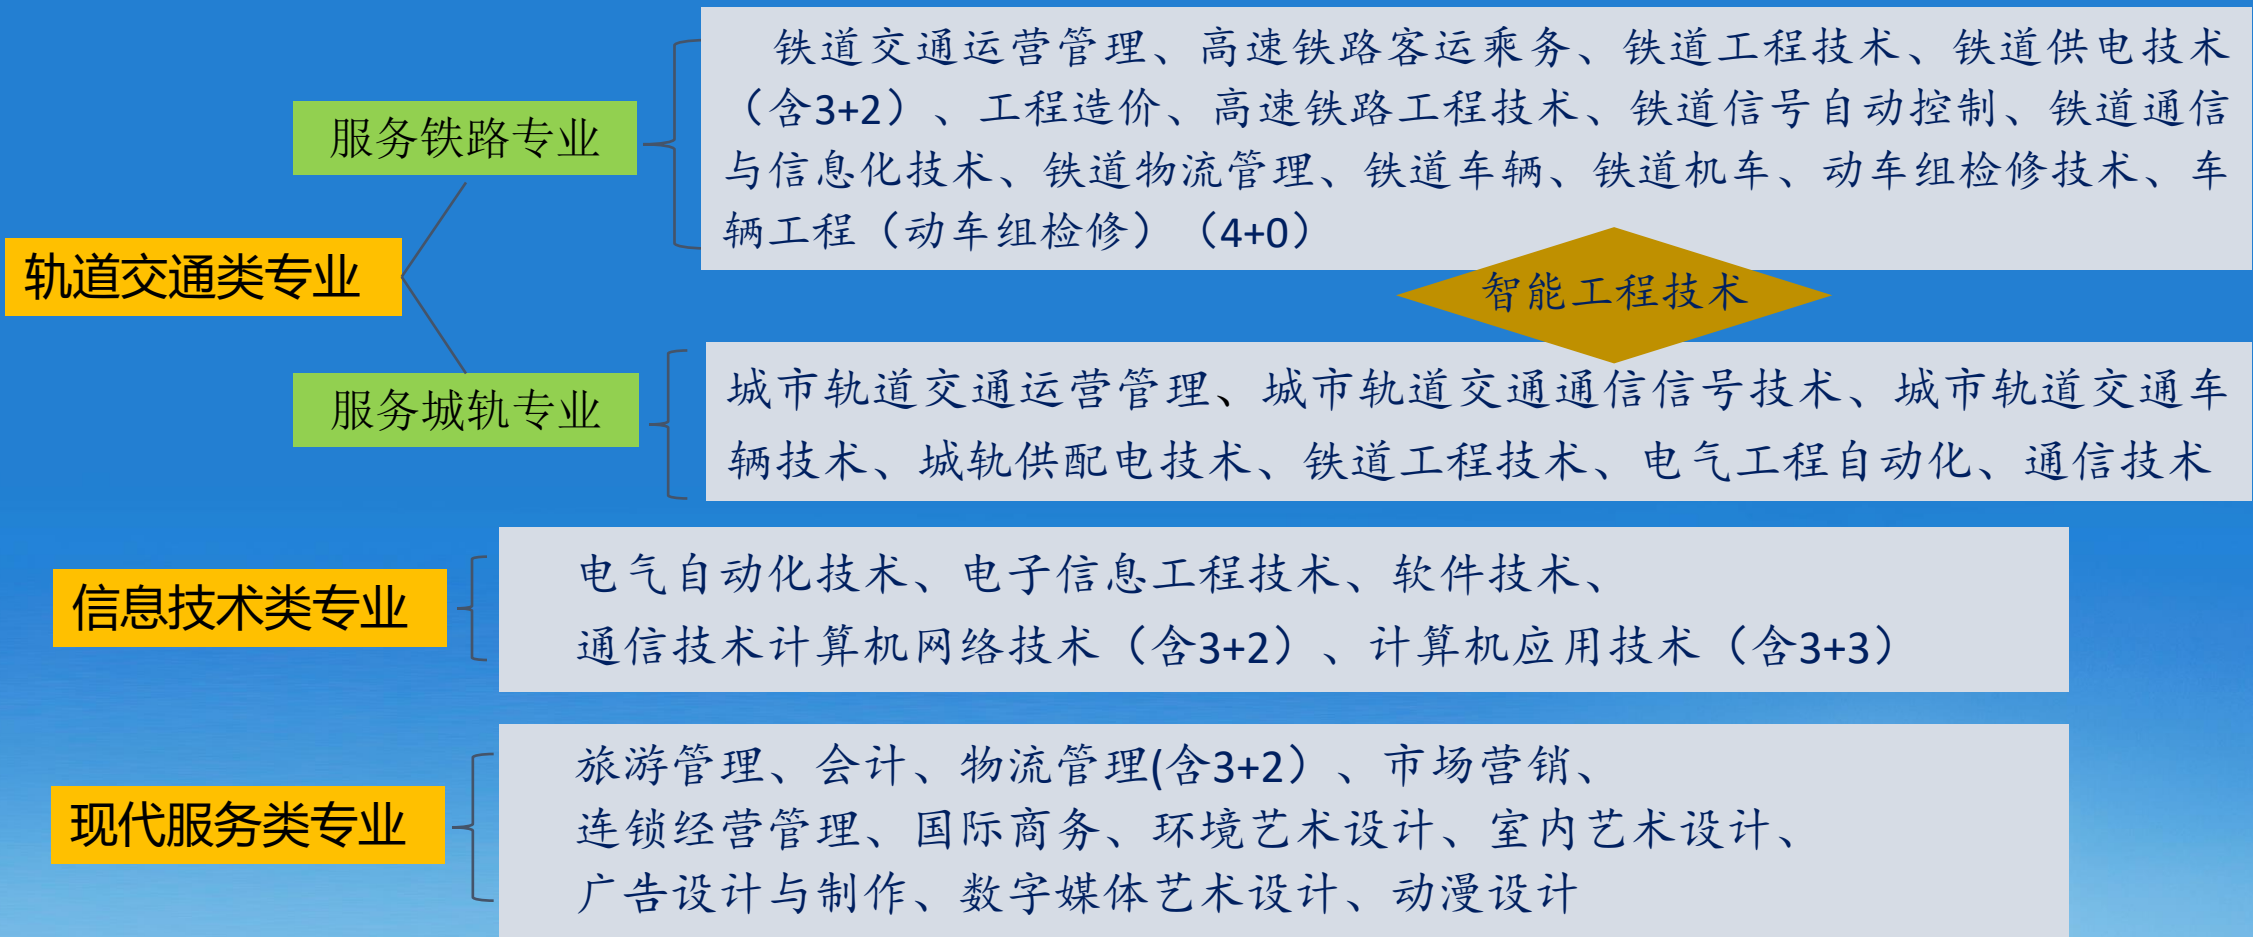 轨道交通类专业
服务铁路专业
铁道交通运营管理、高速铁路客运乘务、铁道工程技术、铁道供电技术
（含3+2）、工程造价、高速铁路工程技术、铁道信号自动控制、铁道通信
与信息化技术、铁道物流管理、铁道车辆、铁道机车、动车组检修技术、车
辆工程（动车组检修）（4+0）
智能工程技术
服务城轨专业
城市轨道交通运营管理、城市轨道交通通信信号技术、城市轨道交通车
辆技术、城轨供配电技术、铁道工程技术、电气工程自动化、通信技术
信息技术类专业
电气自动化技术、电子信息工程技术、软件技术、
通信技术计算机网络技术（含3+2）、计算机应用技术（含3+3）
现代服务类专业
旅游管理、会计、物流管理(含3+2）、市场营销、
连锁经营管理、国际商务、环境艺术设计、室内艺术设计、
广告设计与制作、数字媒体艺术设计、动漫设计